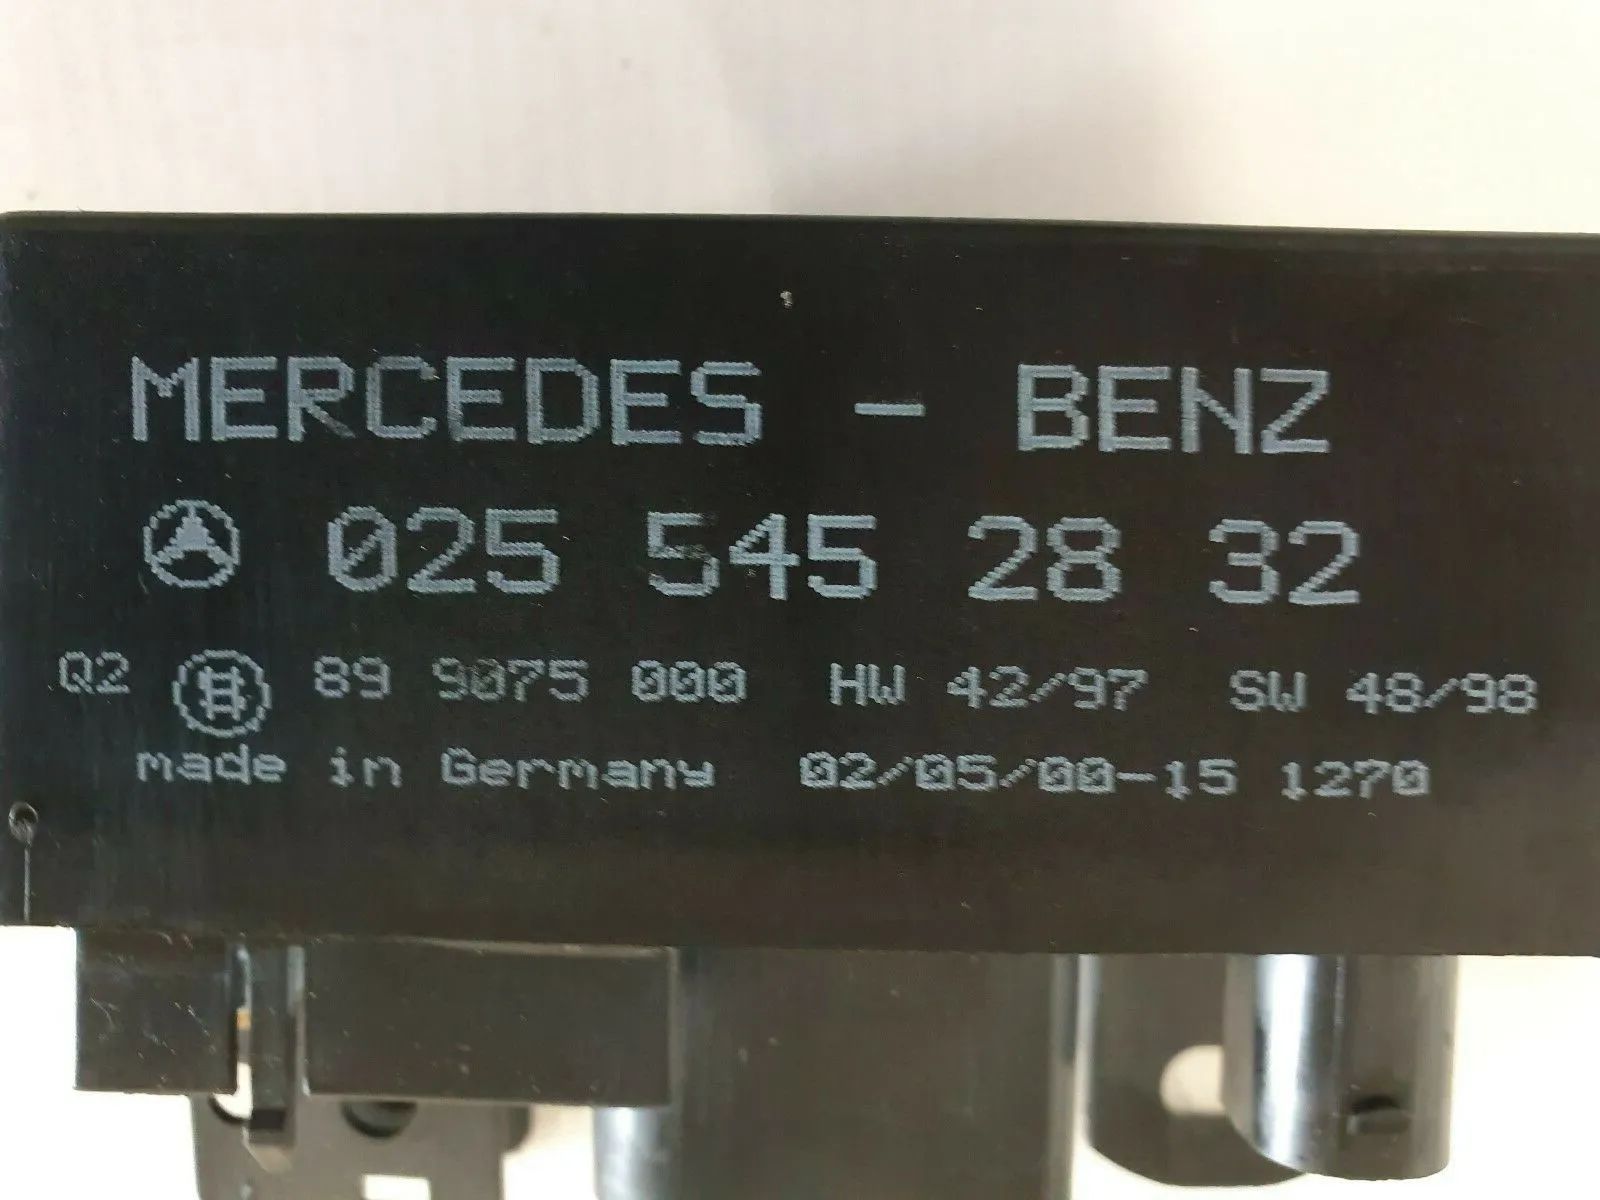 MERCEDES - BENZ
025 545 28 32
Q2 89 9075 000 HW 42/97 SW 48/98
made in Germany 02/05/00-15 1270